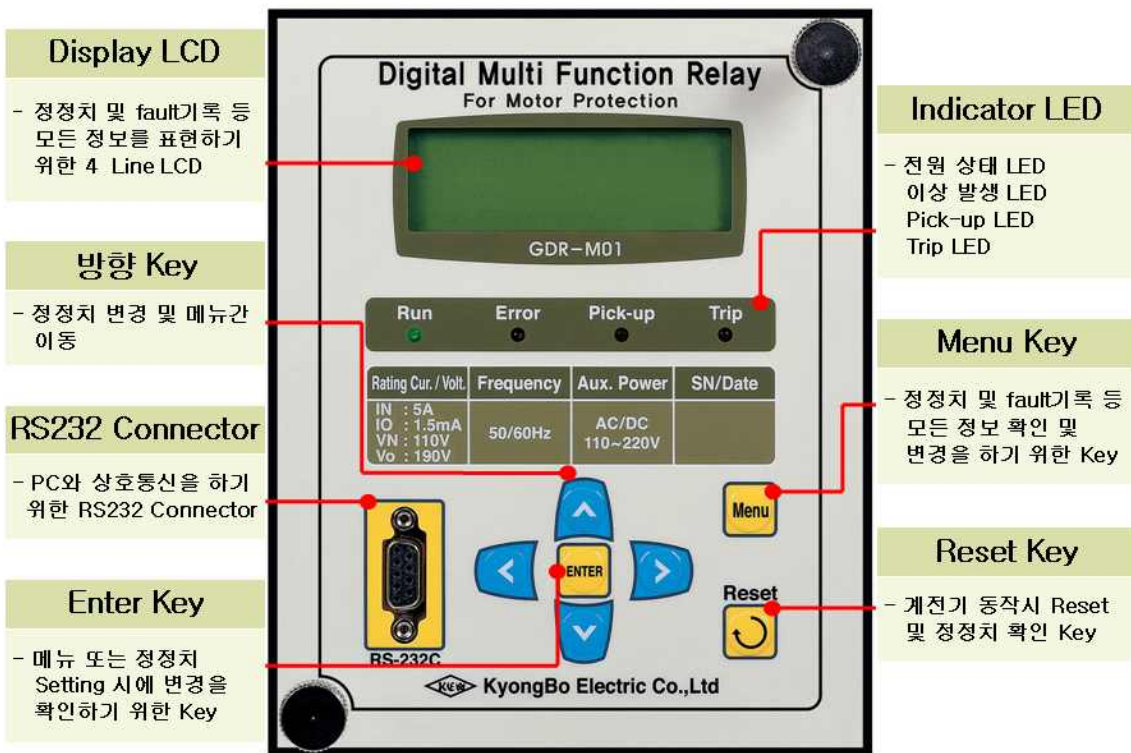 Display LCD
- 정정치 및 fault기록 등
모든 정보를 표현하기
위한 4 Line LCD
방향 Key
- 정정치 변경 및 메뉴간
이동
RS232 Connector
- PC와 상호통신을 하기
위한 RS232 Connector
Enter Key
- 메뉴 또는 정정치
Setting 시에 변경을
확인하기 위한 Key
Digital Multi Function Relay
For Motor Protection
GDR-M01
Run Error Pick-up Trip
Rating Cur. / Volt. Frequency Aux. Power SN/Date
IN : 5A
IO : 1.5mA
VN : 110V
Vo : 190V
50/60Hz
AC/DC
110~220V
Menu
ENTER
Reset
RS-232C
KEW KyongBo Electric Co.,Ltd
Indicator LED
- 전원 상태 LED
이상 발생 LED
Pick-up LED
Trip LED
Menu Key
- 정정치 및 fault기록 등
모든 정보 확인 및
변경을 하기 위한 Key
Reset Key
- 계전기 동작시 Reset
및 정정치 확인 Key